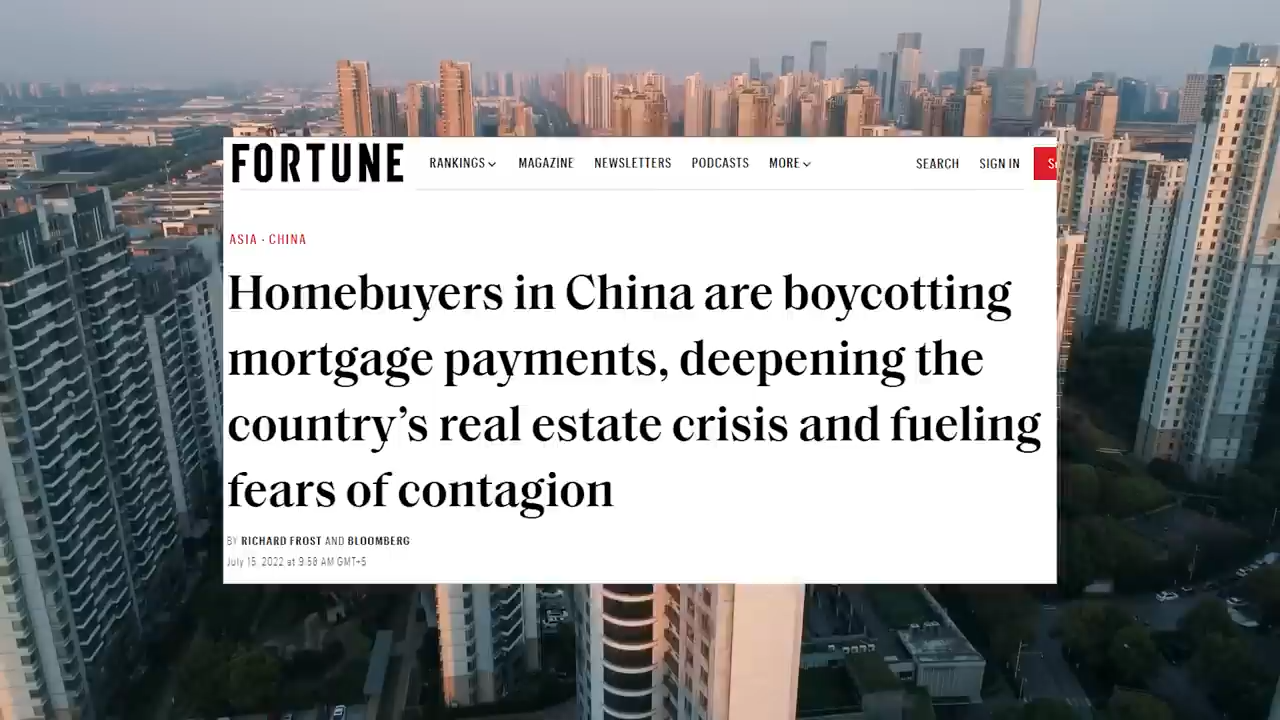 FORTUNE
RANKINGS MAGAZINE NEWSLETTERS PODCASTS MORE SEARCH SIGN IN
ASIA · CHINA
Homebuyers in China are boycotting
mortgage payments, deepening the
country’s real estate crisis and fueling
fears of contagion
BY RICHARD FROST AND BLOOMBERG
July 15, 2022 at 9:58 AM GMT+5